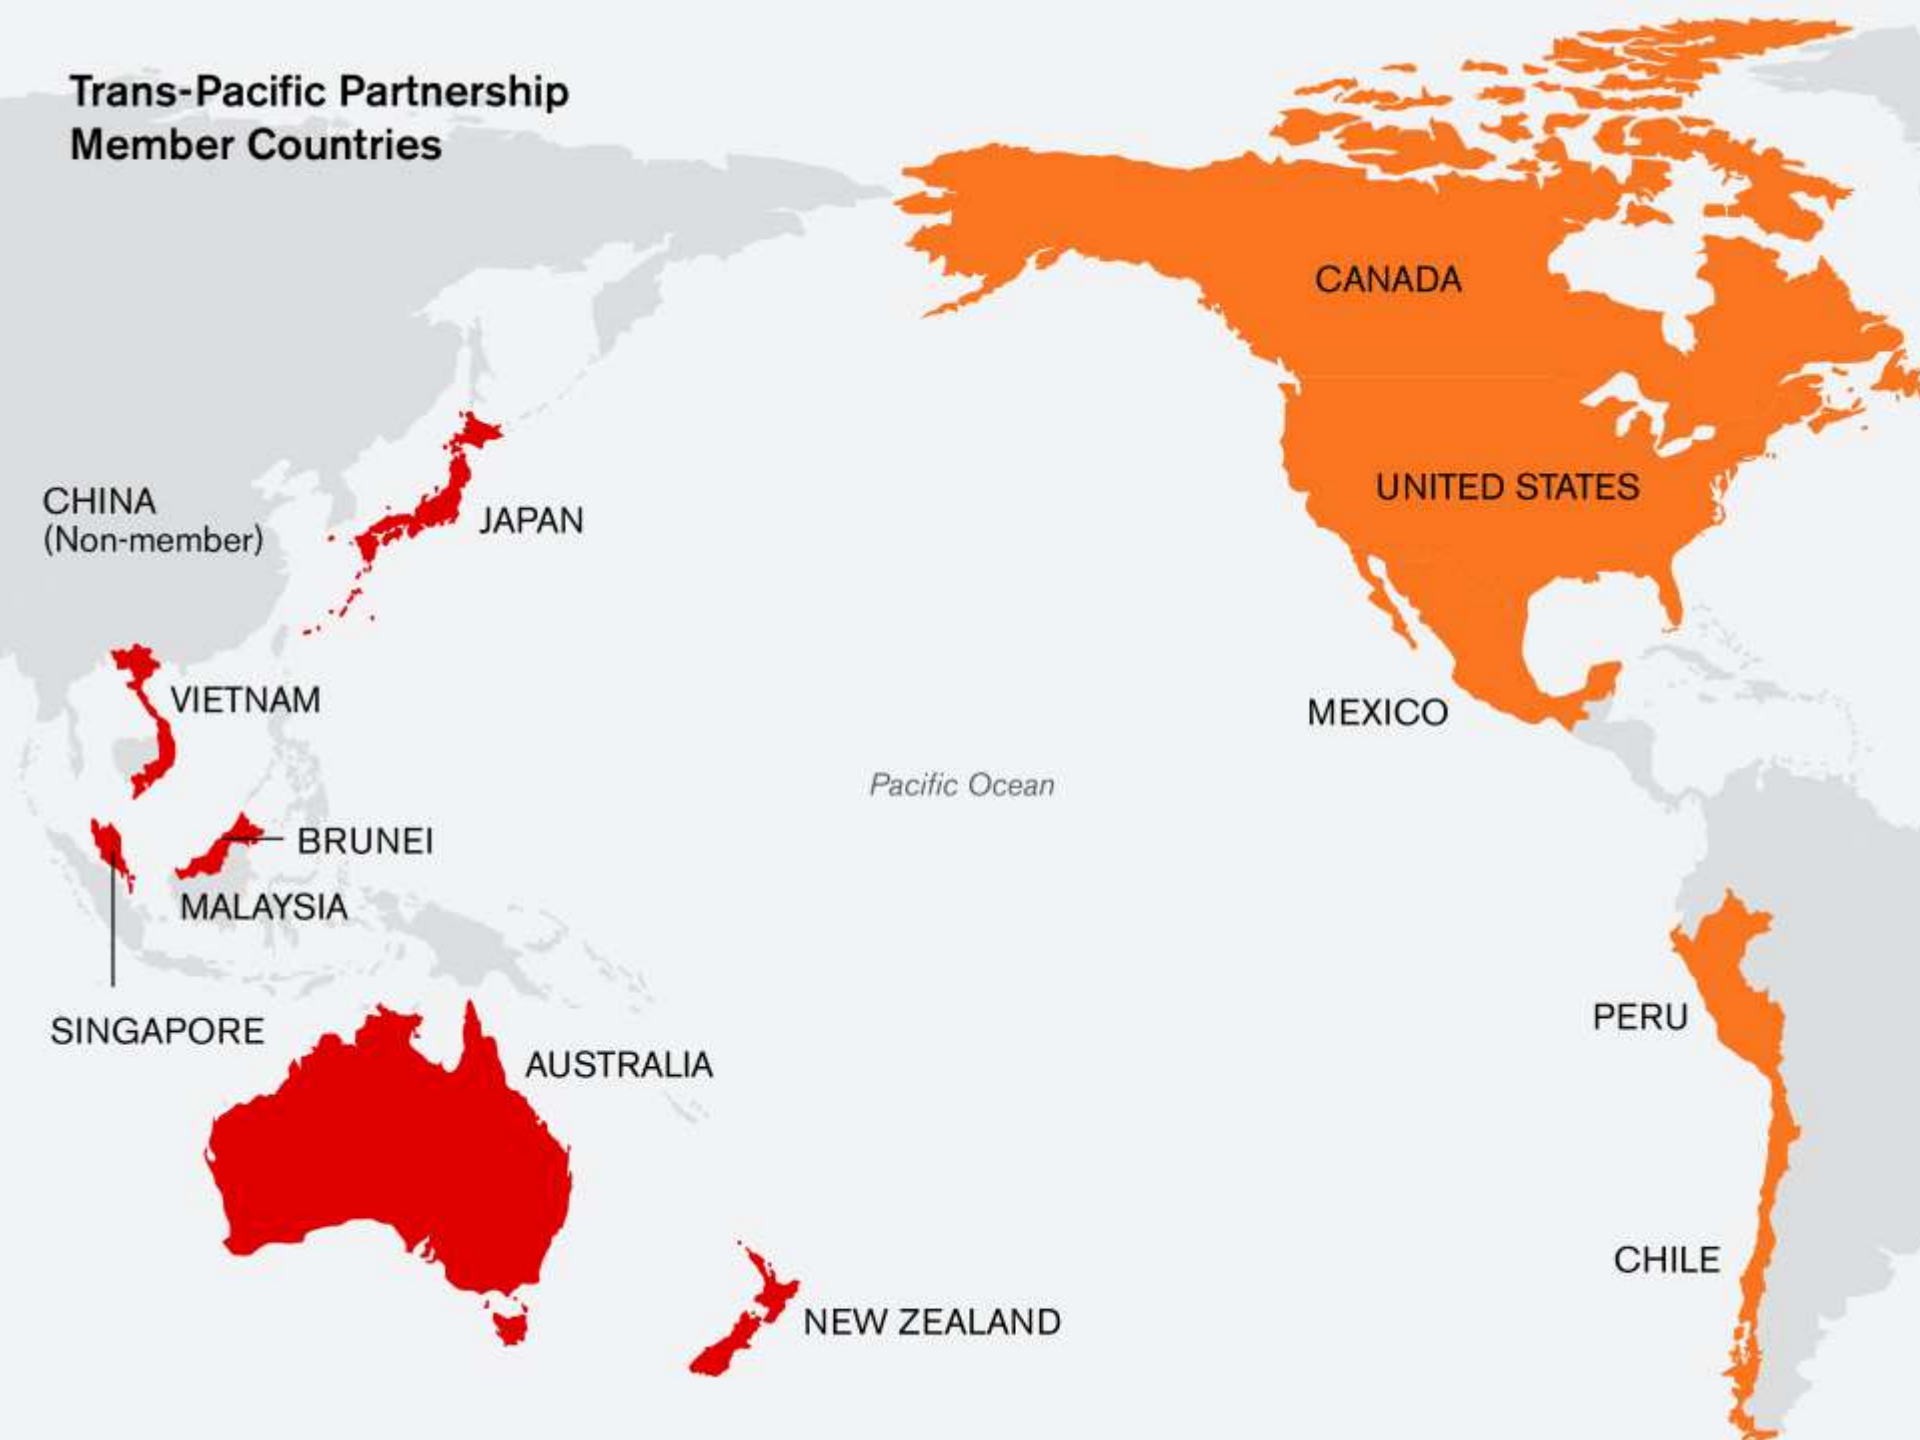 Trans-Pacific Partnership
Member Countries
CANADA
UNITED STATES
CHINA
(Non-member)
JAPAN
VIETNAM
MEXICO
Pacific Ocean
BRUNEI
MALAYSIA
SINGAPORE
PERU
AUSTRALIA
CHILE
NEW ZEALAND